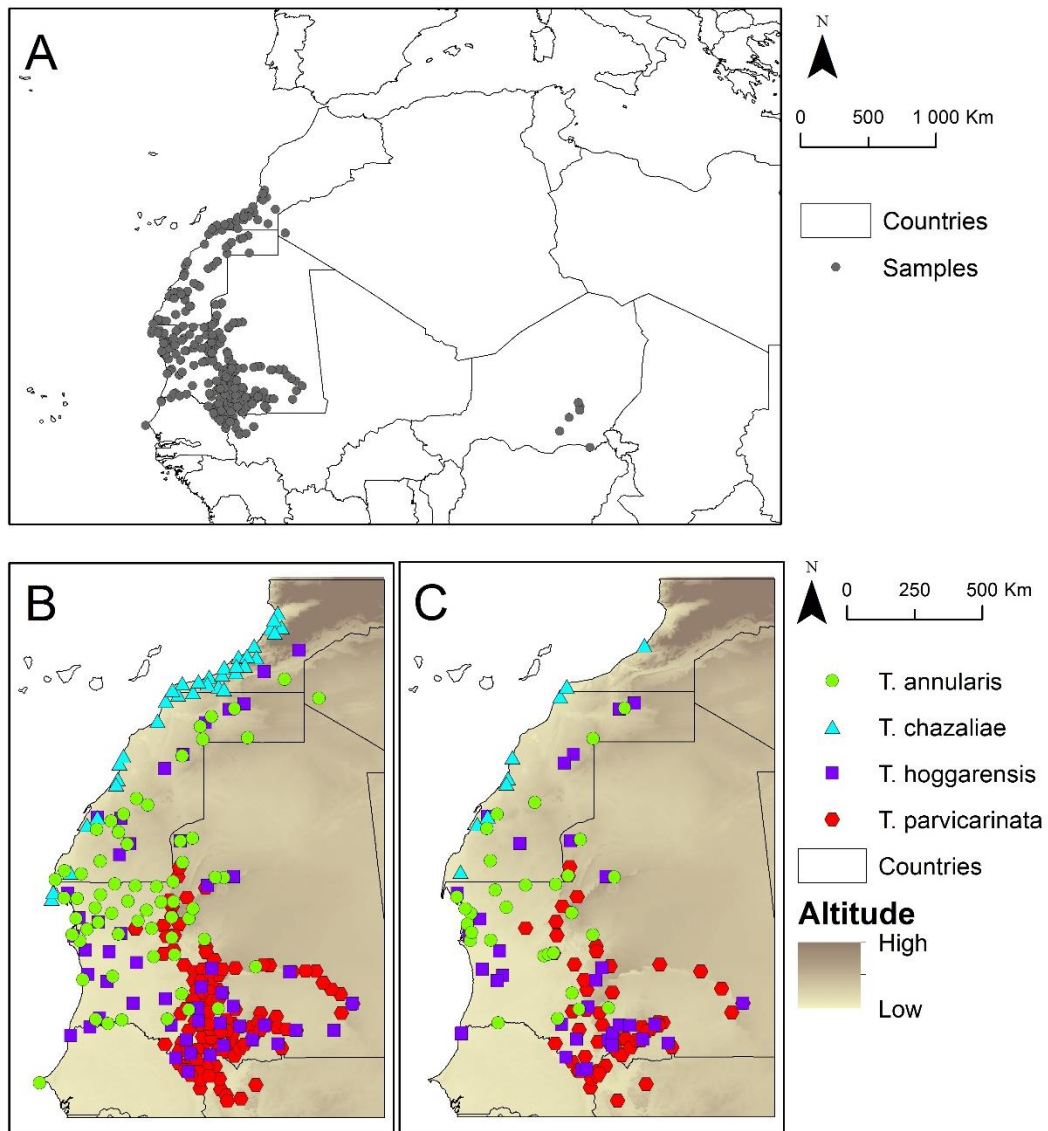 A
N
0 500 1 000 Km
Countries
Samples
B
C
N
0 250 500 Km
T. annularis
T. chazaliae
T. hoggarensis
T. parvicarinata
Countries
Altitude
High
Low